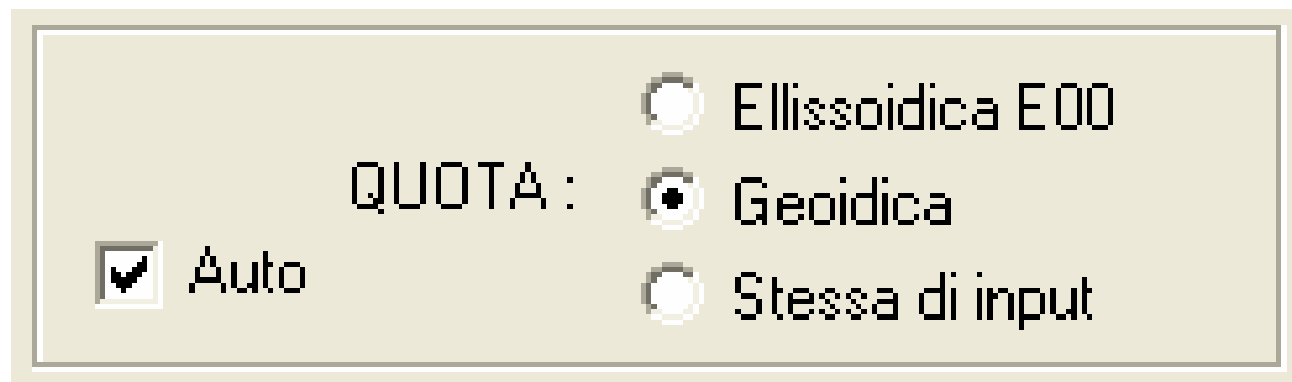 Ellissoidica E00
QUOTA :
Geoidica
Auto
Stessa di input